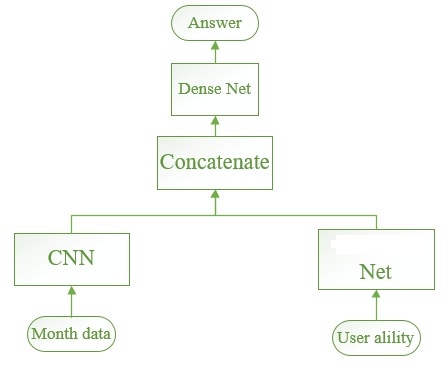 Answer
Dense Net
Concatenate
CNN
Net
Month data
User alility